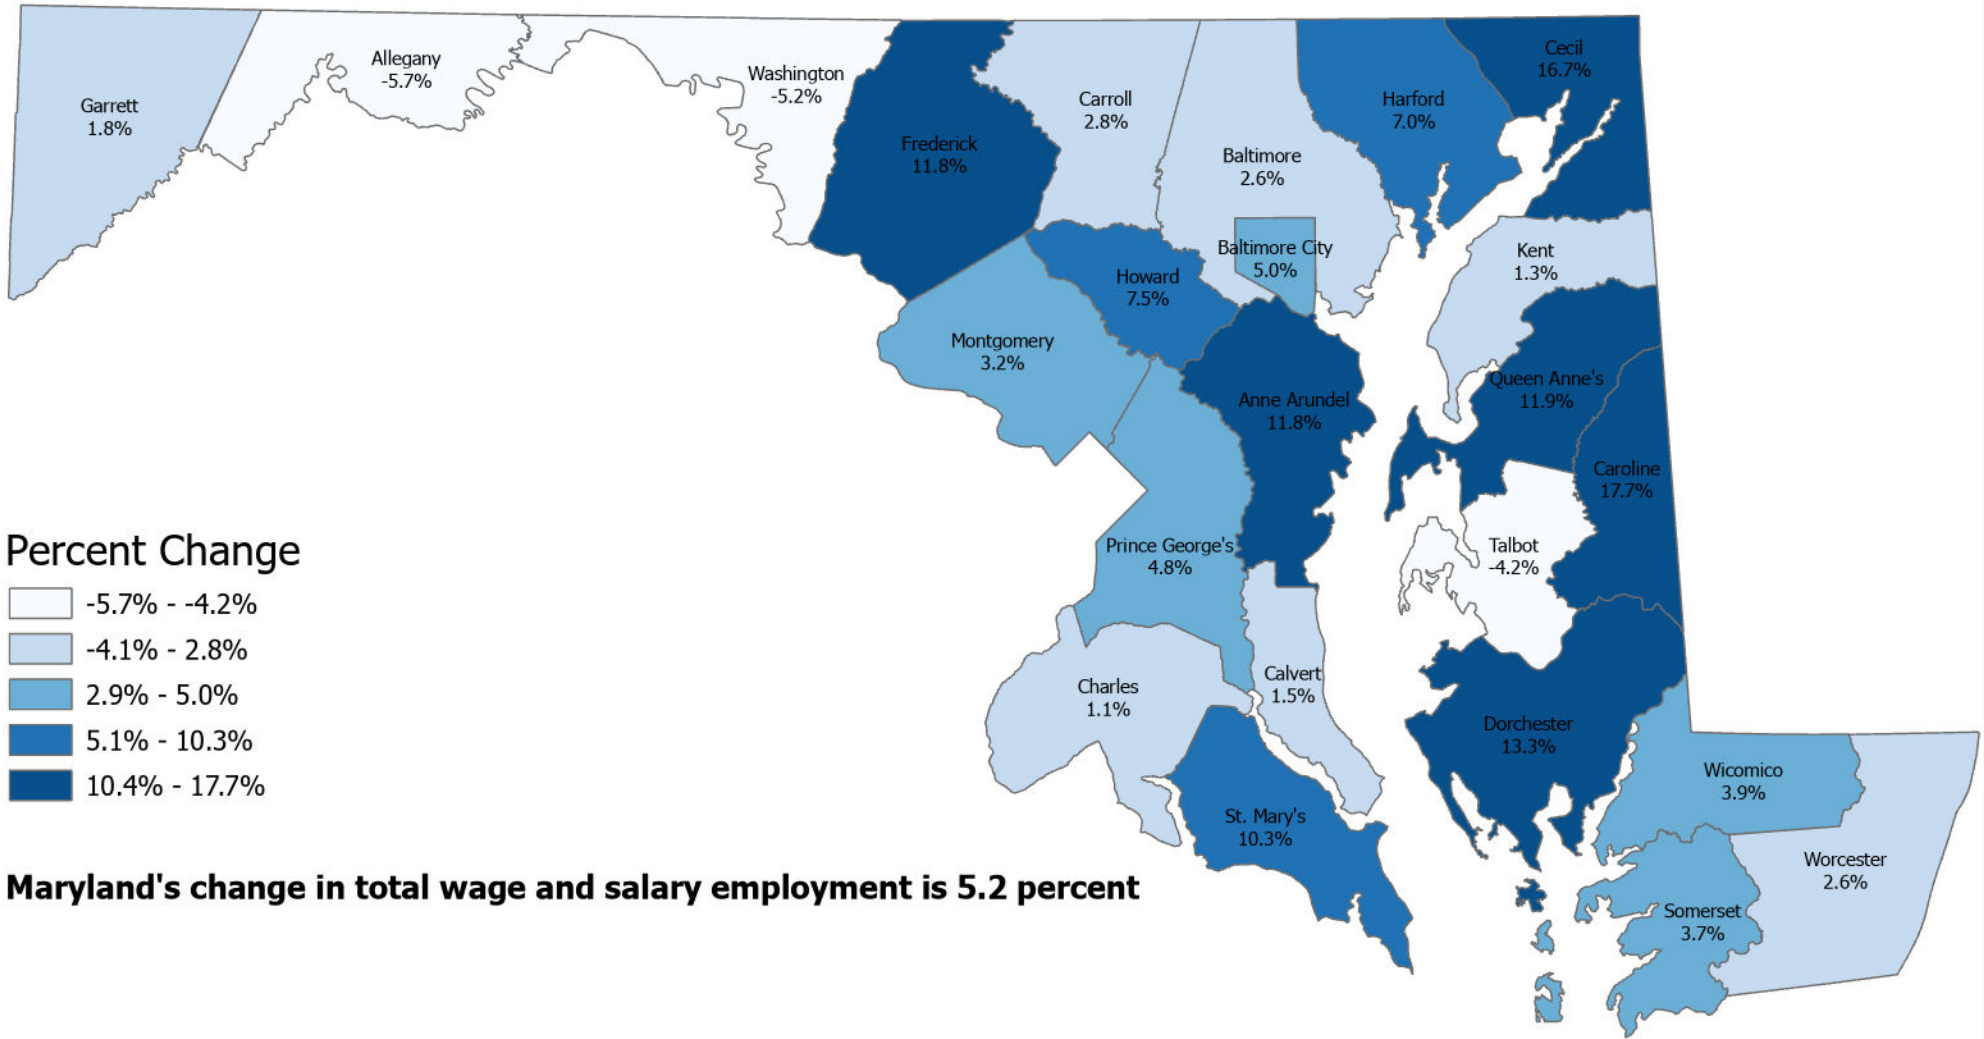 Garrett
1.8%
Allegany
-5.7%
Washington
-5.2%
Frederick
11.8%
Carroll
2.8%
Baltimore
2.6%
Baltimore City
5.0%
Harford
7.0%
Cecil
16.7%
Kent
1.3%
Howard
7.5%
Montgomery
3.2%
Anne Arundel
11.8%
Queen Anne's
11.9%
Caroline
17.7%
Prince George's
4.8%
Talbot
-4.2%
Charles
1.1%
Calvert
1.5%
St. Mary's
10.3%
Dorchester
13.3%
Wicomico
3.9%
Worcester
2.6%
Somerset
3.7%
Percent Change
-5.7% - -4.2%
-4.1% - 2.8%
2.9% - 5.0%
5.1% - 10.3%
10.4% - 17.7%
Maryland's change in total wage and salary employment is 5.2 percent